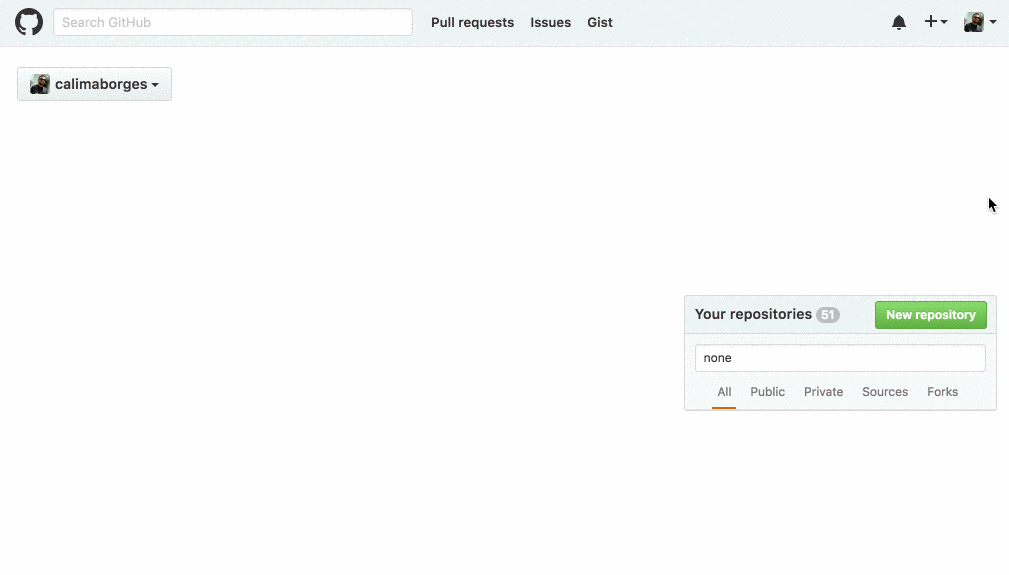 Search GitHub Pull requests Issues Gist
calimaborges
Your repositories 51 New repository
none
All Public Private Sources Forks